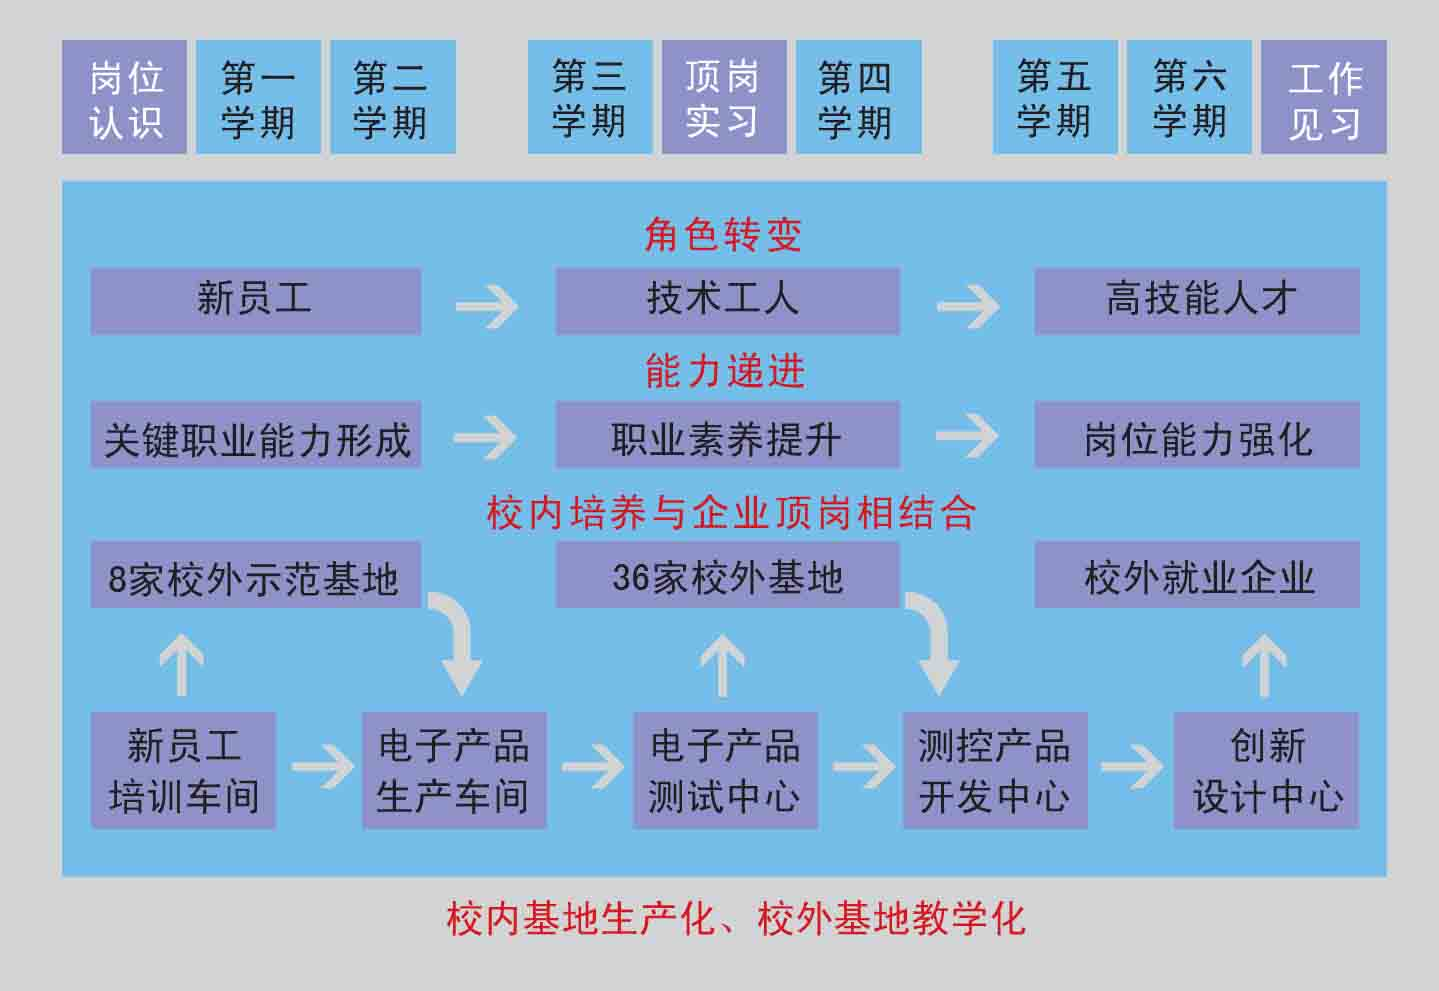 岗位
认识
第一
学期
第二
学期
第三
学期
顶岗
实习
第四
学期
第五
学期
第六
学期
工作
见习
角色转变
新员工
技术工人
高技能人才
能力递进
关键职业能力形成
职业素养提升
岗位能力强化
校内培养与企业顶岗相结合
8家校外示范基地
36家校外基地
校外就业企业
新员工
培训车间
电子产品
生产车间
电子产品
测试中心
测控产品
开发中心
创新
设计中心
校内基地生产化、校外基地教学化